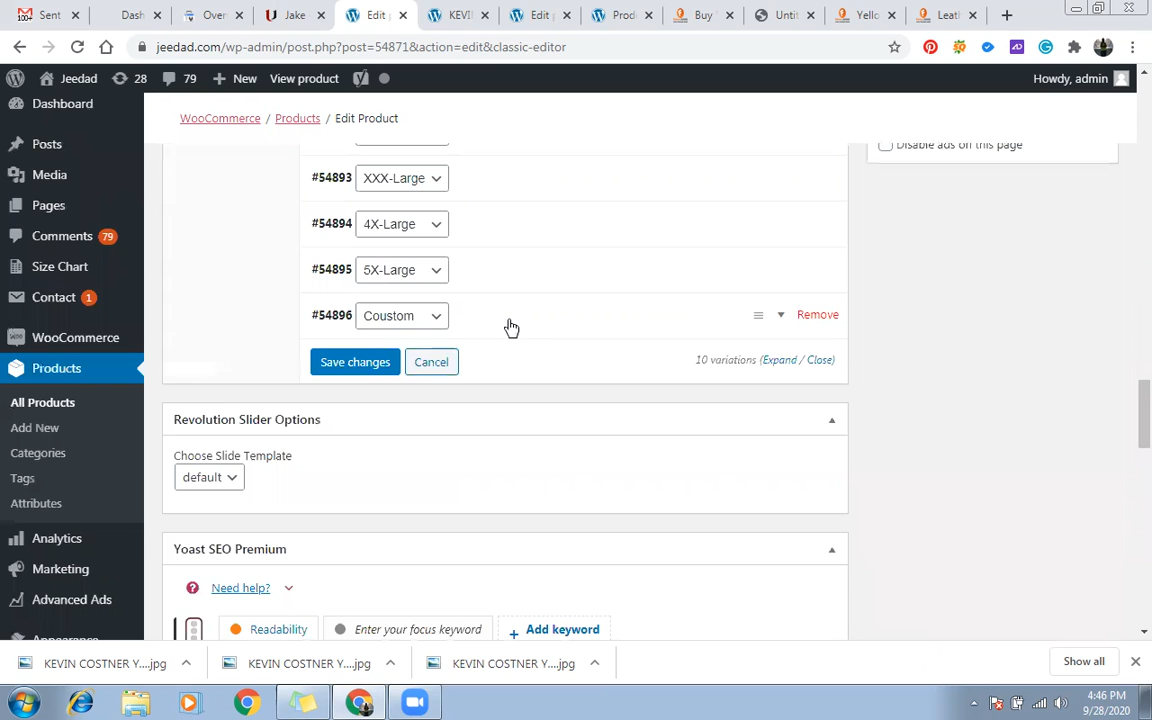 Sent
Dash
Over
Jake
Edit p
KEVI
Edit p
Prod
Buy
Untit
Yello
Leath
jeedad.com/wp-admin/post.php?post=54871&action=edit&classic-editor
Jeedad
28
79
New
View product
Howdy, admin
Dashboard
Posts
Media
Pages
Comments 79
Size Chart
Contact 1
WooCommerce
Products
All Products
Add New
Categories
Tags
Attributes
Analytics
Marketing
Advanced Ads
WooCommerce / Products / Edit Product
Disable ads on this page
#54893 XXX-Large
#54894 4X-Large
#54895 5X-Large
#54896 Coustom
Remove
Save changes
Cancel
10 variations (Expand / Close)
Revolution Slider Options
Choose Slide Template
default
Yoast SEO Premium
Need help?
Readability
Enter your focus keyword
+ Add keyword
KEVIN COSTNER Y....jpg
KEVIN COSTNER Y....jpg
KEVIN COSTNER Y....jpg
Show all
4:46 PM
9/28/2020